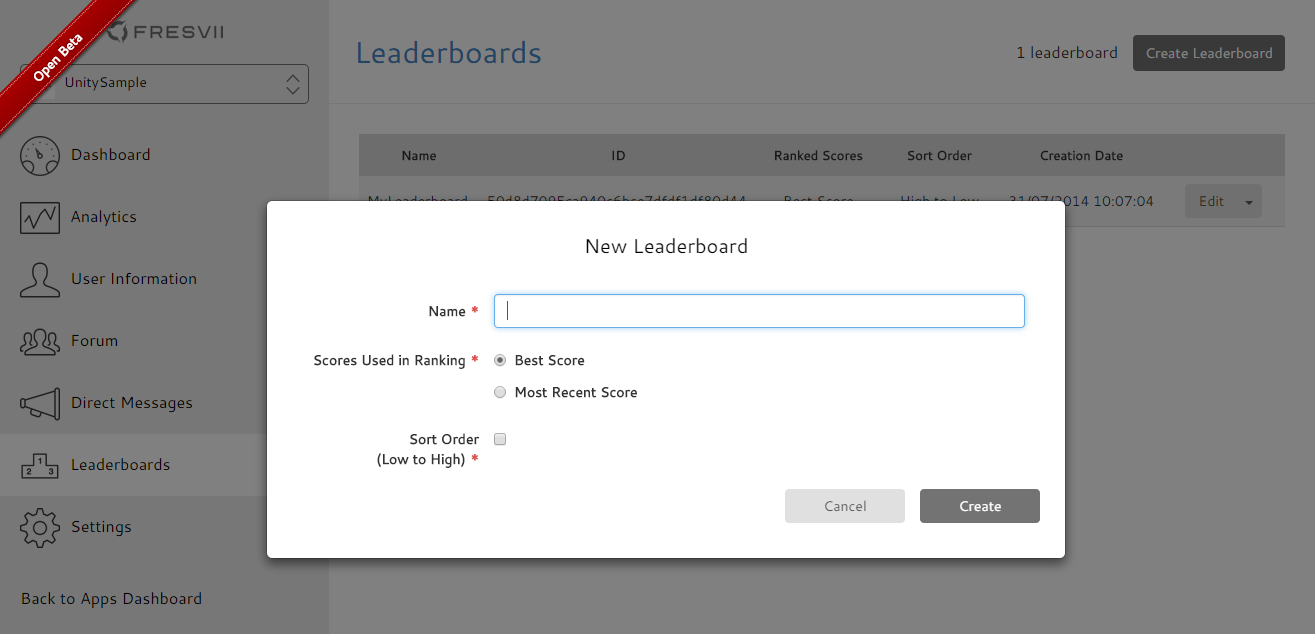 Open Beta
FRESVII
UnitySample
Dashboard
Analytics
User Information
Forum
Direct Messages
1
2 3
Leaderboards
Settings
Back to Apps Dashboard
Leaderboards
1 leaderboard
Create Leaderboard
Name ID Ranked Scores Sort Order Creation Date
MyLeaderboard Best Score High to Low 31/07/2014 10:07:04 Edit
New Leaderboard
Name *
Scores Used in Ranking * Best Score
Most Recent Score
Sort Order
(Low to High) *
Cancel Create